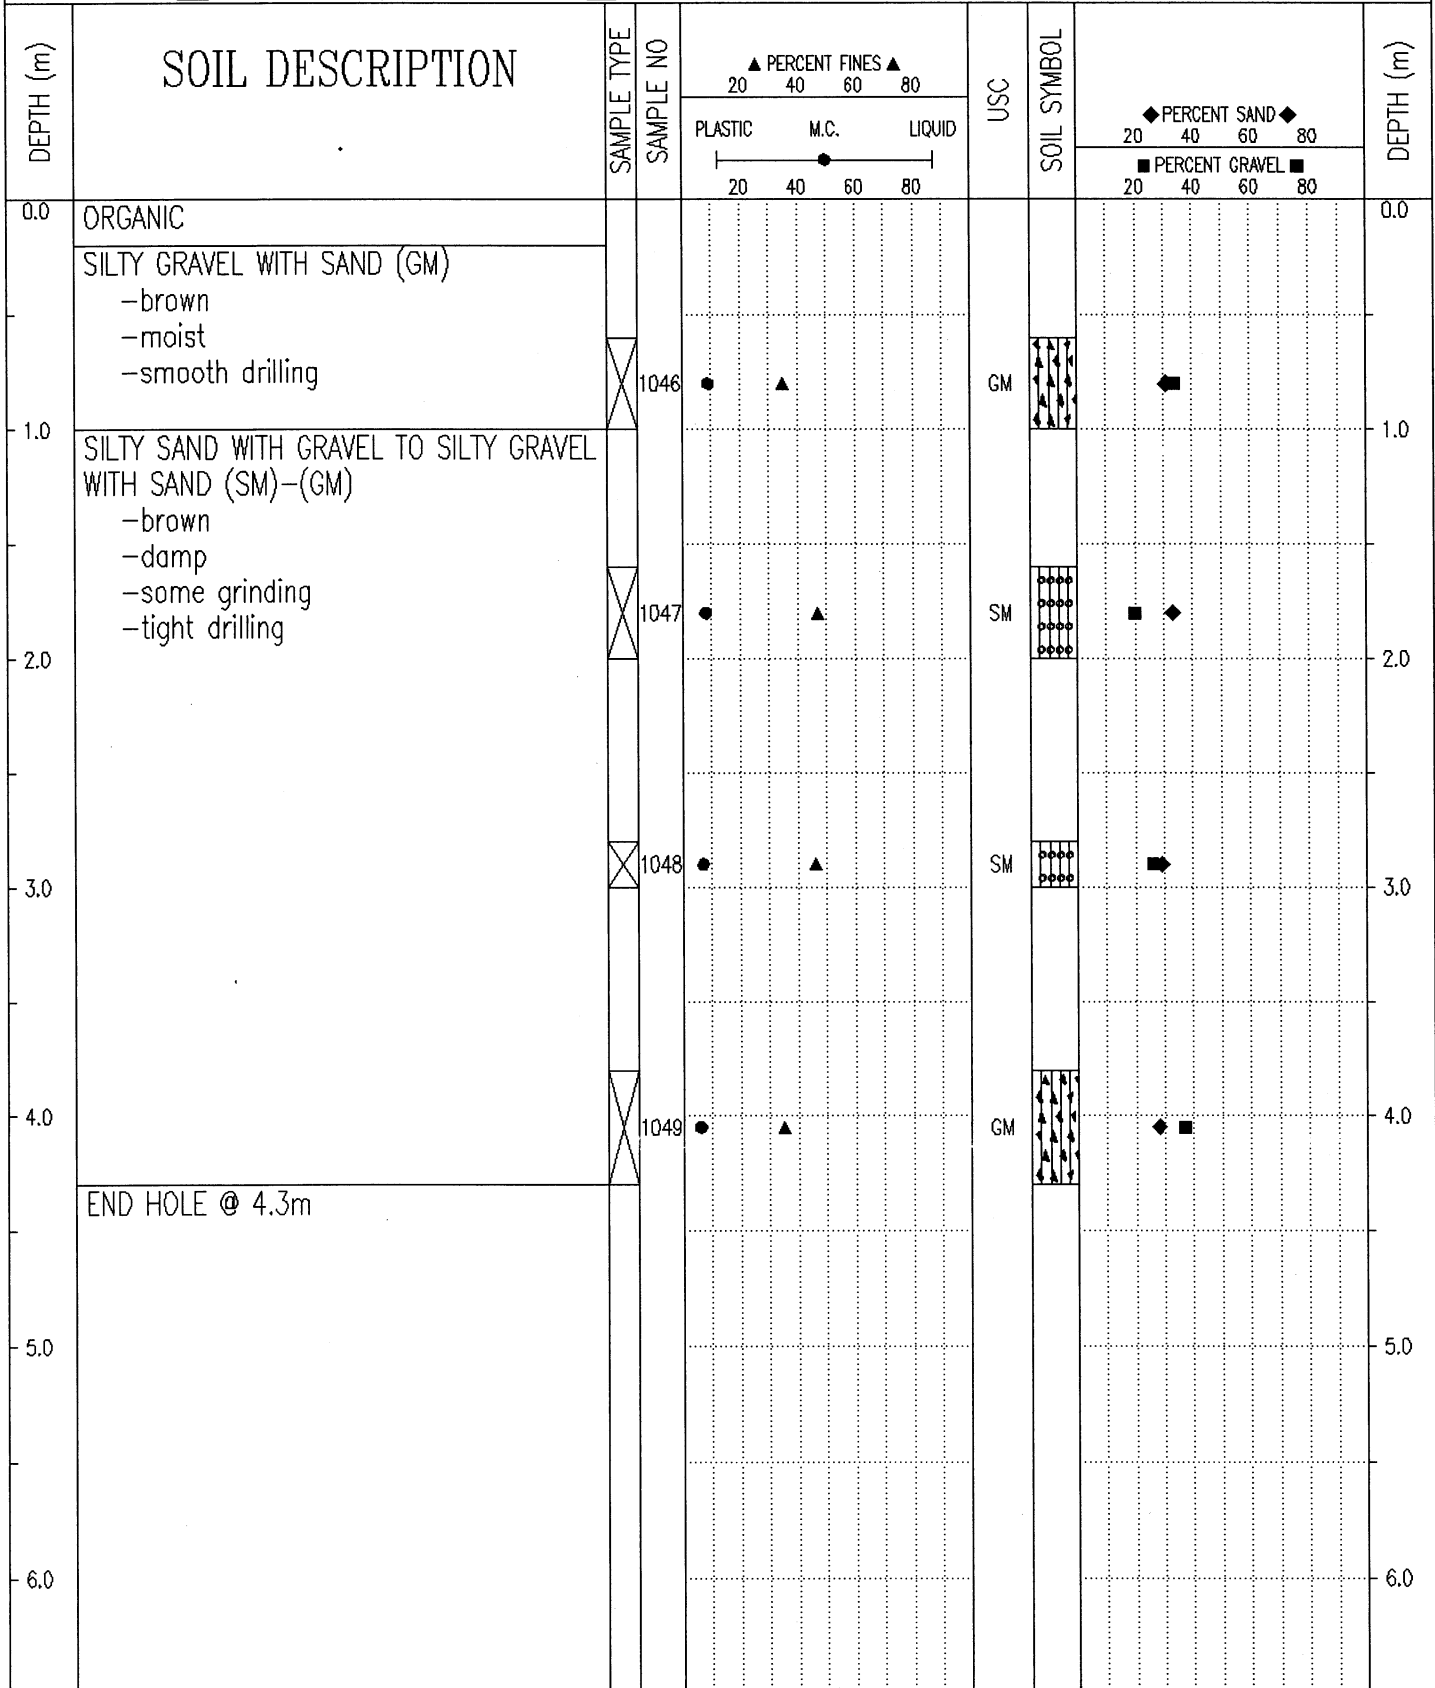 DEPTH (m)
SOIL DESCRIPTION
SAMPLE TYPE
SAMPLE NO
▲ PERCENT FINES ▲
20 40 60 80
PLASTIC M.C. LIQUID
20 40 60 80
USC
SOIL SYMBOL
◆ PERCENT SAND ◆
20 40 60 80
■ PERCENT GRAVEL ■
20 40 60 80
DEPTH (m)
0.0 ORGANIC 0.0
SILTY GRAVEL WITH SAND (GM)
-brown
-moist
-smooth drilling
1046 GM
1.0 1.0
SILTY SAND WITH GRAVEL TO SILTY GRAVEL
WITH SAND (SM)-(GM)
-brown
-damp
-some grinding
-tight drilling
1047 SM
2.0 2.0
1048 SM
3.0 3.0
4.0 4.0
1049 GM
END HOLE @ 4.3m
5.0 5.0
6.0 6.0